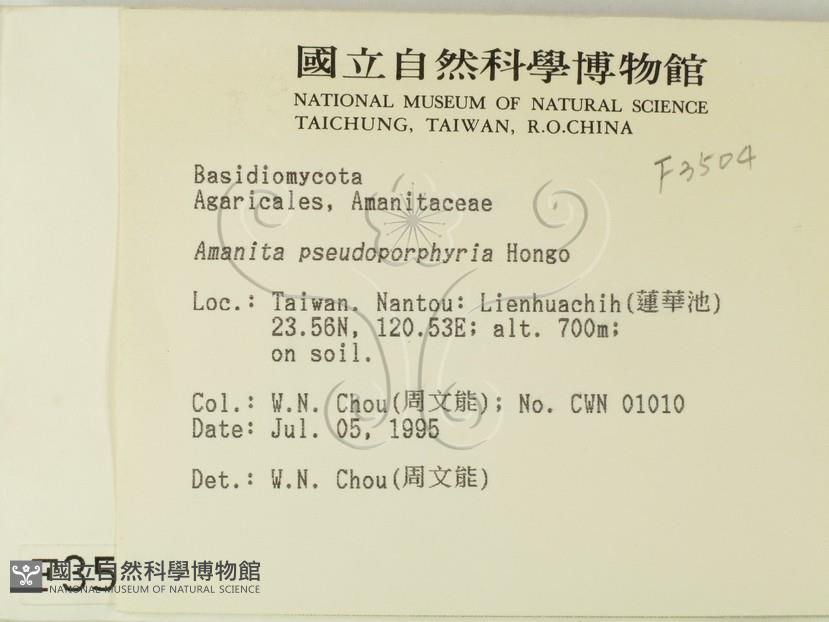 國立自然科學博物館
NATIONAL MUSEUM OF NATURAL SCIENCE
TAICHUNG, TAIWAN, R.O.CHINA
F3504
Basidiomycota
Agaricales, Amanitaceae
Amanita pseudoporphyria Hongo
Loc.: Taiwan. Nantou: Lienhuachih(蓮華池)
23.56N, 120.53E; alt. 700m;
on soil.
Col.: W.N. Chou(周文能); No. CWN 01010
Date: Jul. 05, 1995
Det.: W.N. Chou(周文能)
F35
國立自然科學博物館
NATIONAL MUSEUM OF NATURAL SCIENCE